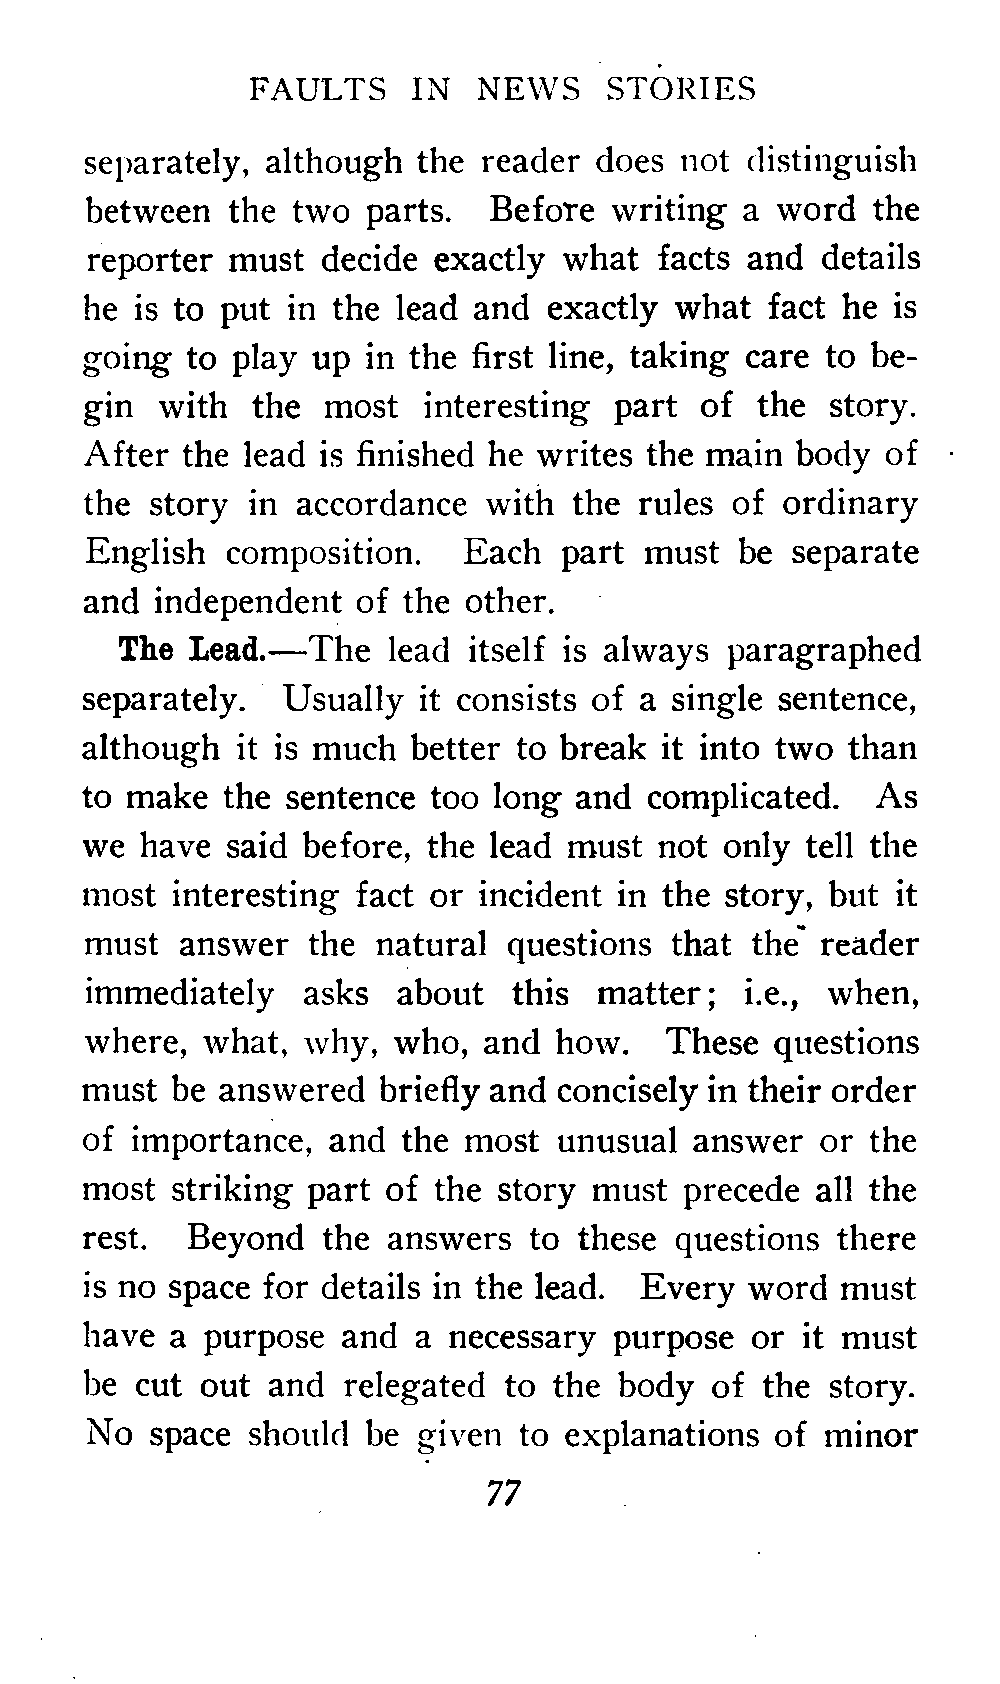 FAULTS IN NEWS STORIES
separately, although the reader does not distinguish
between the two parts. Before writing a word the
reporter must decide exactly what facts and details
he is to put in the lead and exactly what fact he is
going to play up in the first line, taking care to be-
gin with the most interesting part of the story.
After the lead is finished he writes the main body of
the story in accordance with the rules of ordinary
English composition. Each part must be separate
and independent of the other.
The Lead.—The lead itself is always paragraphed
separately. Usually it consists of a single sentence,
although it is much better to break it into two than
to make the sentence too long and complicated. As
we have said before, the lead must not only tell the
most interesting fact or incident in the story, but it
must answer the natural questions that the reader
immediately asks about this matter; i.e., when,
where, what, why, who, and how. These questions
must be answered briefly and concisely in their order
of importance, and the most unusual answer or the
most striking part of the story must precede all the
rest. Beyond the answers to these questions there
is no space for details in the lead. Every word must
have a purpose and a necessary purpose or it must
be cut out and relegated to the body of the story.
No space should be given to explanations of minor
77